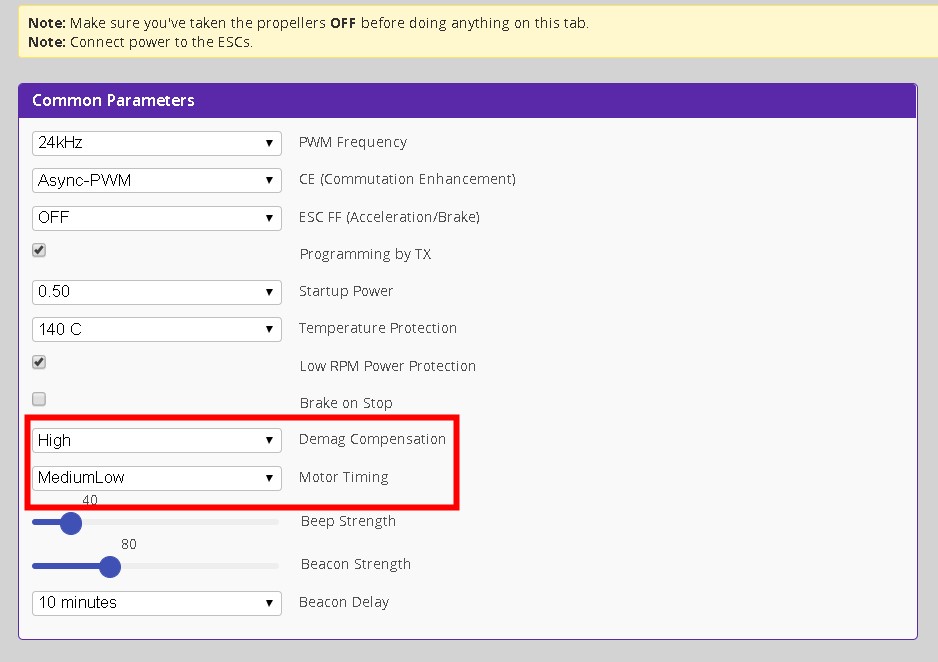 Note: Make sure you've taken the propellers OFF before doing anything on this tab.
Note: Connect power to the ESCs.
Common Parameters
24kHz PWM Frequency
Async-PWM CE (Commutation Enhancement)
OFF ESC FF (Acceleration/Brake)
Programming by TX
0.50 Startup Power
140 C Temperature Protection
Low RPM Power Protection
Brake on Stop
High Demag Compensation
MediumLow Motor Timing
40
Beep Strength
80
Beacon Strength
10 minutes Beacon Delay